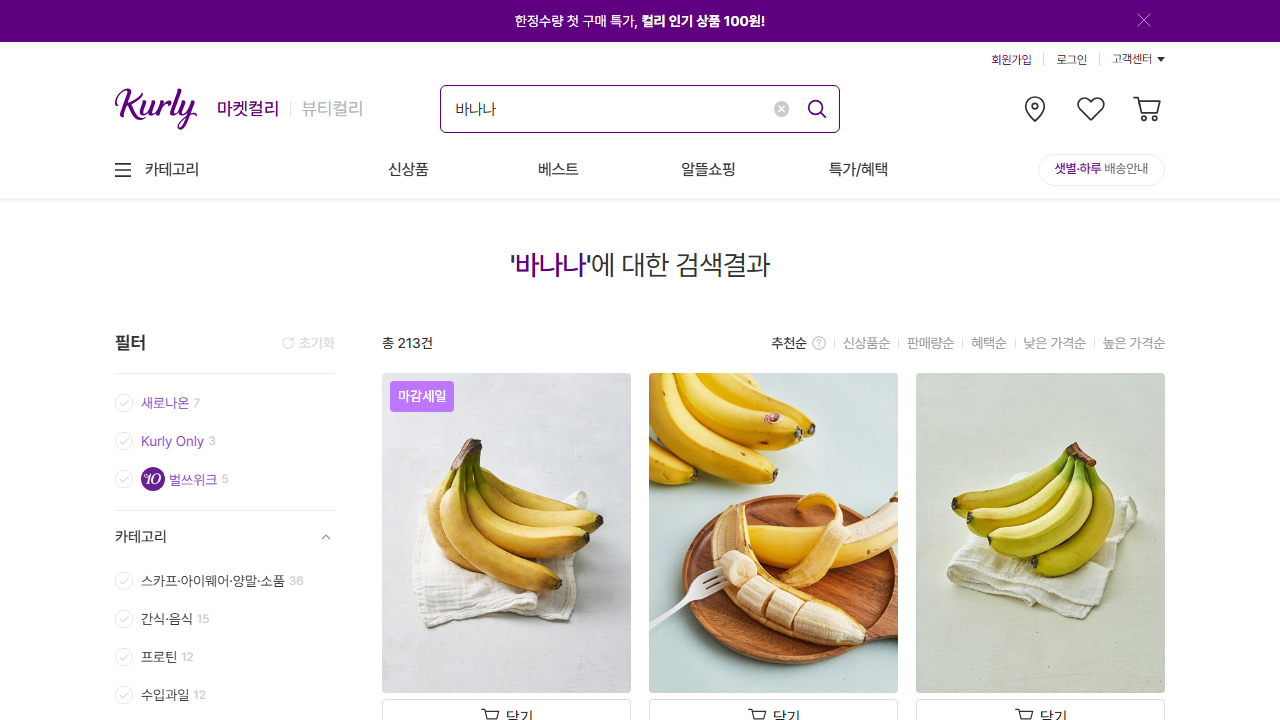 한정수량 첫 구매 특가, 컬리 인기 상품 100원!
회원가입 로그인 고객센터
Kurly 마켓컬리 뷰티컬리 바나나
카테고리 신상품 베스트 알뜰쇼핑 특가/혜택 샛별·하루 배송안내
'바나나'에 대한 검색결과
필터 초기화 총 213건 추천순 ? 신상품순 판매량순 혜택순 낮은 가격순 높은 가격순
마감세일
새로나온 7
Kurly Only 3
10 벌쓰위크 5
카테고리
스카프·아이웨어·양말·소품 36
간식·음식 15
프로틴 12
수입과일 12
담기 담기 담기